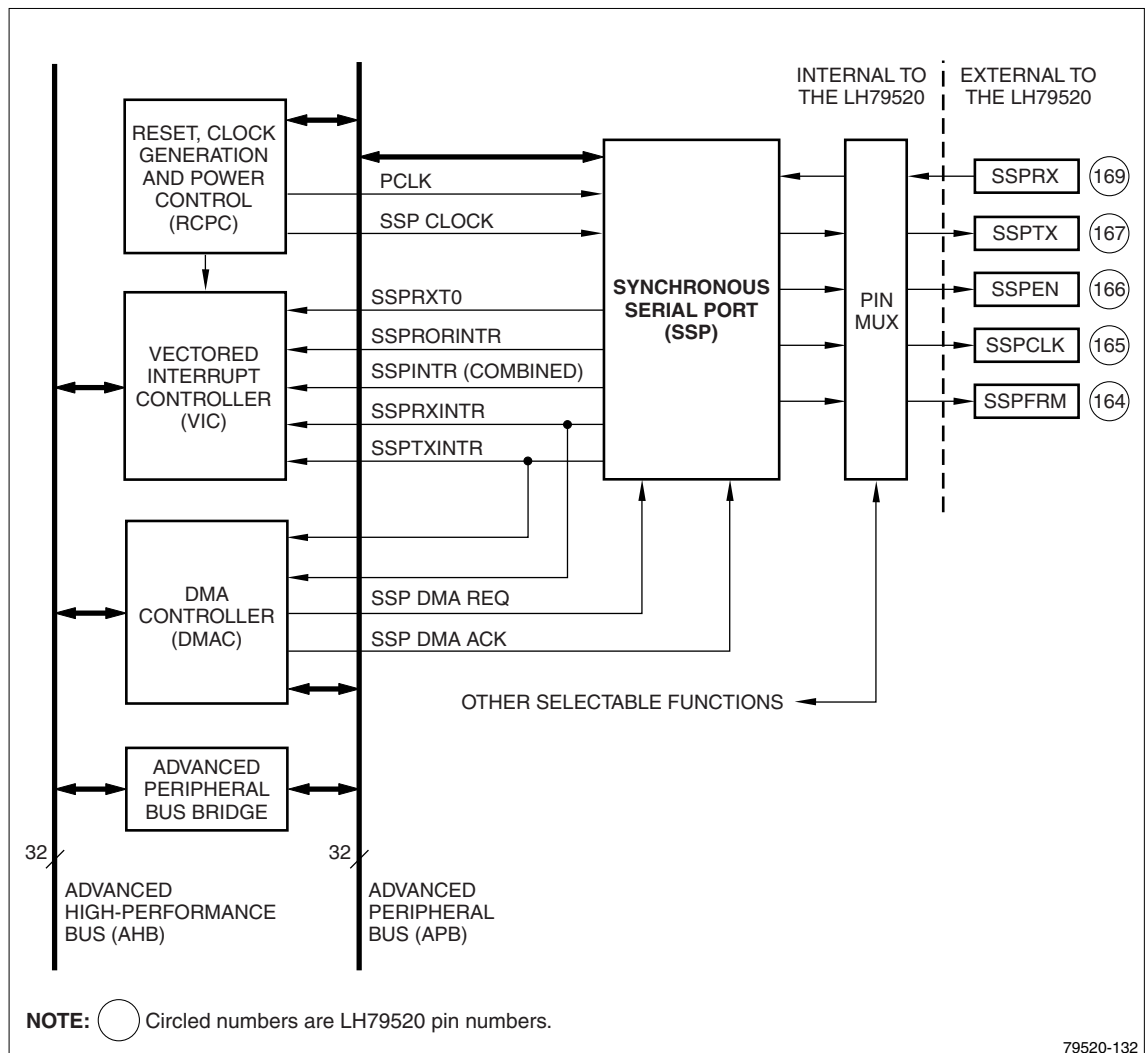 INTERNAL TO
THE LH79520
EXTERNAL TO
THE LH79520
RESET, CLOCK
GENERATION
AND POWER
CONTROL
(RCPC)
PCLK
SSP CLOCK
SSPRX
169
SSPTX
167
SSPEN
166
SSPCLK
165
SSPFRM
164
SYNCHRONOUS
SERIAL PORT
(SSP)
PIN
MUX
VECTORED
INTERRUPT
CONTROLLER
(VIC)
SSPRXT0
SSPRORINTR
SSPINTR (COMBINED)
SSPRXINTR
SSPTXINTR
DMA
CONTROLLER
(DMAC)
SSP DMA REQ
SSP DMA ACK
OTHER SELECTABLE FUNCTIONS
ADVANCED
PERIPHERAL
BUS BRIDGE
32
32
ADVANCED
HIGH-PERFORMANCE
BUS (AHB)
ADVANCED
PERIPHERAL
BUS (APB)
NOTE: Circled numbers are LH79520 pin numbers.
79520-132